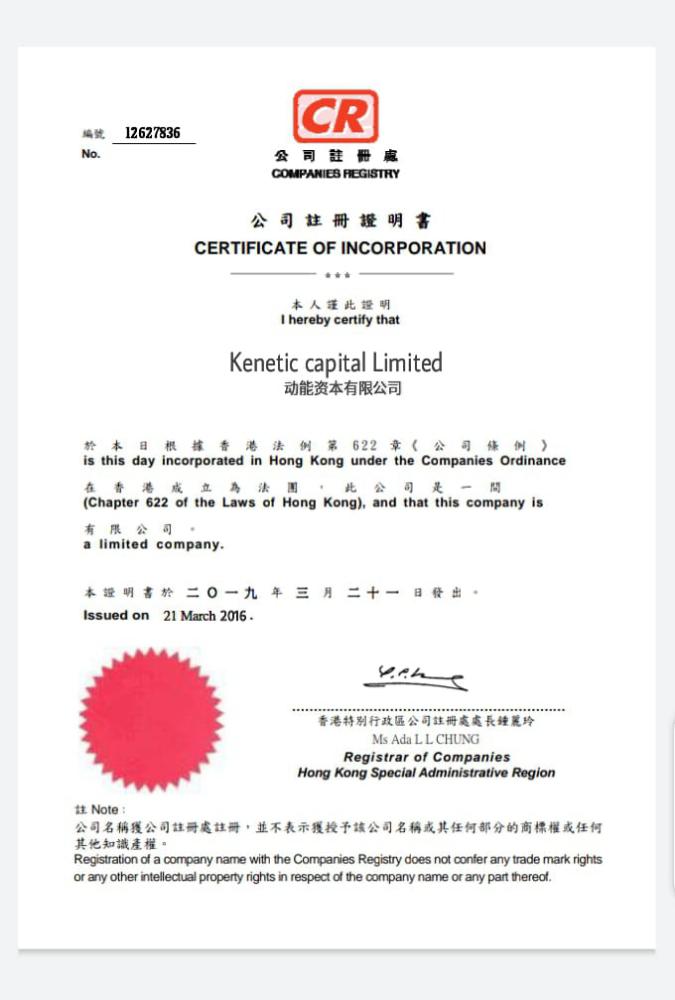 編號 12627836
No.
CR
公司註冊處
COMPANIES REGISTRY
公司註冊證明書
CERTIFICATE OF INCORPORATION
***
本人謹此證明
I hereby certify that
Kenetic capital Limited
动能资本有限公司
於本日根據香港法例第622章《公司條例》
is this day incorporated in Hong Kong under the Companies Ordinance
在香港成立為法團，此公司是一間
(Chapter 622 of the Laws of Hong Kong), and that this company is
有限公司。
a limited company.
本證明書於二O一九年三月二十一日發出。
Issued on 21 March 2016.
香港特別行政區公司註冊處處長鍾麗玲
Ms Ada L L CHUNG
Registrar of Companies
Hong Kong Special Administrative Region
註 Note :
公司名稱獲公司註冊處註冊，並不表示獲授予該公司名稱或其任何部分的商標權或任何
其他知識產權。
Registration of a company name with the Companies Registry does not confer any trade mark rights
or any other intellectual property rights in respect of the company name or any part thereof.